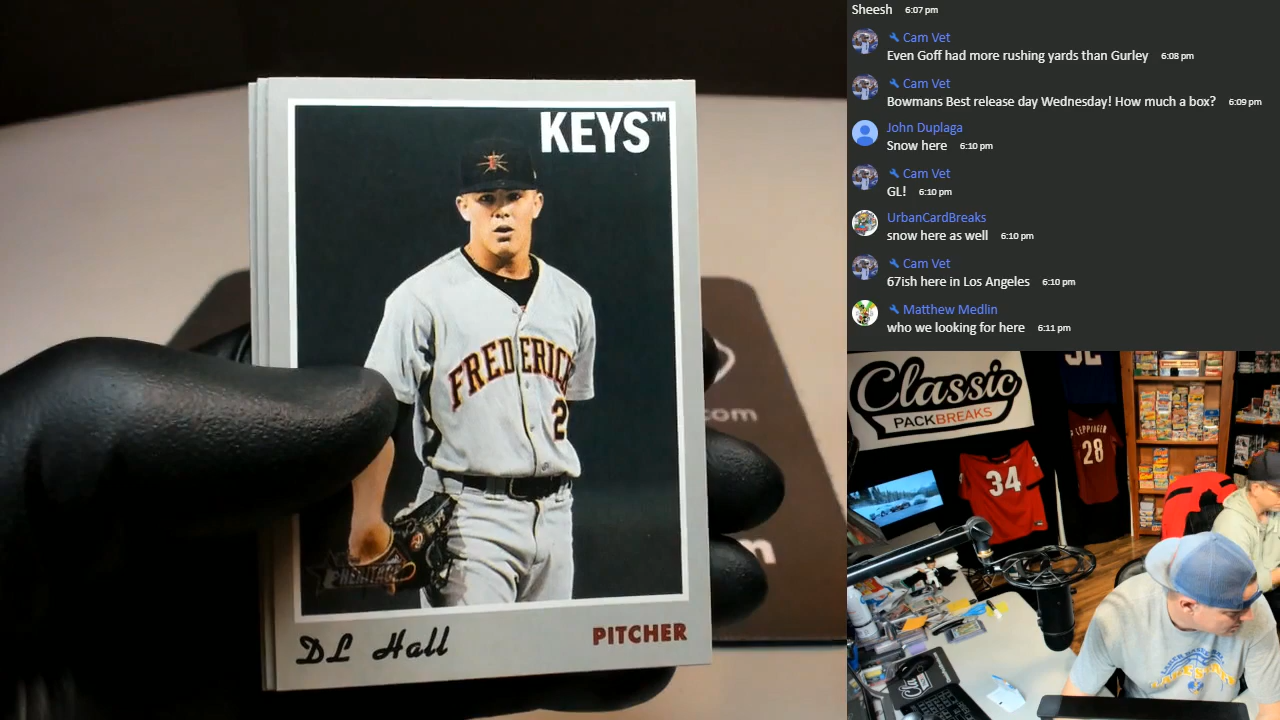 KEYS™
FREDERICK
2
HERITAGE
DL Hall
PITCHER
.com
Sheesh 6:07 pm
Cam Vet
Even Goff had more rushing yards than Gurley 6:08 pm
Cam Vet
Bowmans Best release day Wednesday! How much a box? 6:09 pm
John Duplaga
Snow here 6:10 pm
Cam Vet
GL! 6:10 pm
UrbanCardBreaks
snow here as well 6:10 pm
Cam Vet
67ish here in Los Angeles 6:10 pm
Matthew Medlin
who we looking for here 6:11 pm
Classic
PACKBREAKS
34
LEPPINGER
28